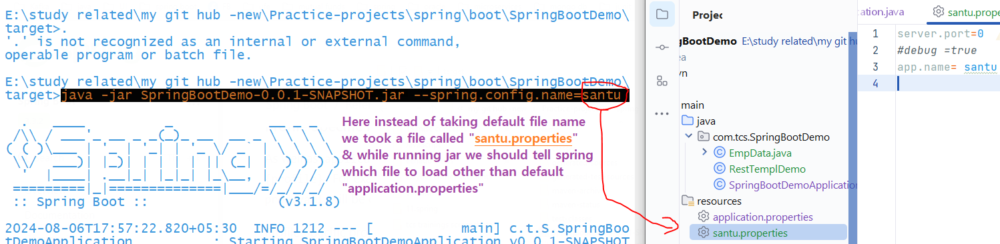 E:\study related\my git hub -new\Practice-projects\spring\boot\SpringBootDemo\
target>.
'.' is not recognized as an internal or external command,
operable program or batch file.
E:\study related\my git hub -new\Practice-projects\spring\boot\SpringBootDemo\
target>java -jar SpringBootDemo-0.0.1-SNAPSHOT.jar --spring.config.name=santu
Here instead of taking default file name
we took a file called "santu.properties"
& while running jar we should tell spring
which file to load other than default
"application.properties"
:: Spring Boot :: (v3.1.8)
2024-08-06T17:57:22.820+05:30 INFO 1212 --- [ main] c.t.S.SpringBoo
tDemoApplication : Starting SpringBootDemoApplication v0.0.1-SNAPSHOT
Projec
gBootDemo E:\study related\my git hu
ea
vn
main
java
com.tcs.SpringBootDemo
EmpData.java
RestTemplDemo
SpringBootDemoApplication
resources
application.properties
santu.properties
cation.java
santu.prope
1 server.port=0
2 #debug =true
3 app.name= santu
4